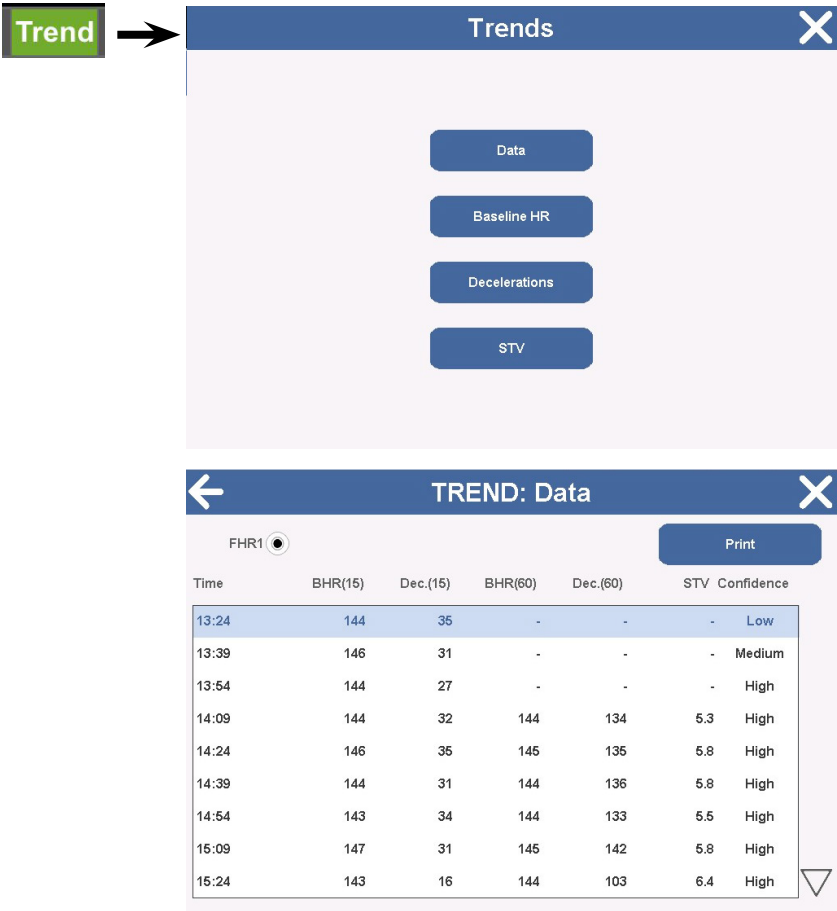 Trend
Trends
Data
Baseline HR
Decelerations
STV
TREND: Data
FHR1
Print
Time BHR(15) Dec.(15) BHR(60) Dec.(60) STV Confidence
13:24 144 35 - - - Low
13:39 146 31 - - - Medium
13:54 144 27 - - - High
14:09 144 32 144 134 5.3 High
14:24 146 35 145 135 5.8 High
14:39 144 31 144 136 5.8 High
14:54 143 34 144 133 5.5 High
15:09 147 31 145 142 5.8 High
15:24 143 16 144 103 6.4 High